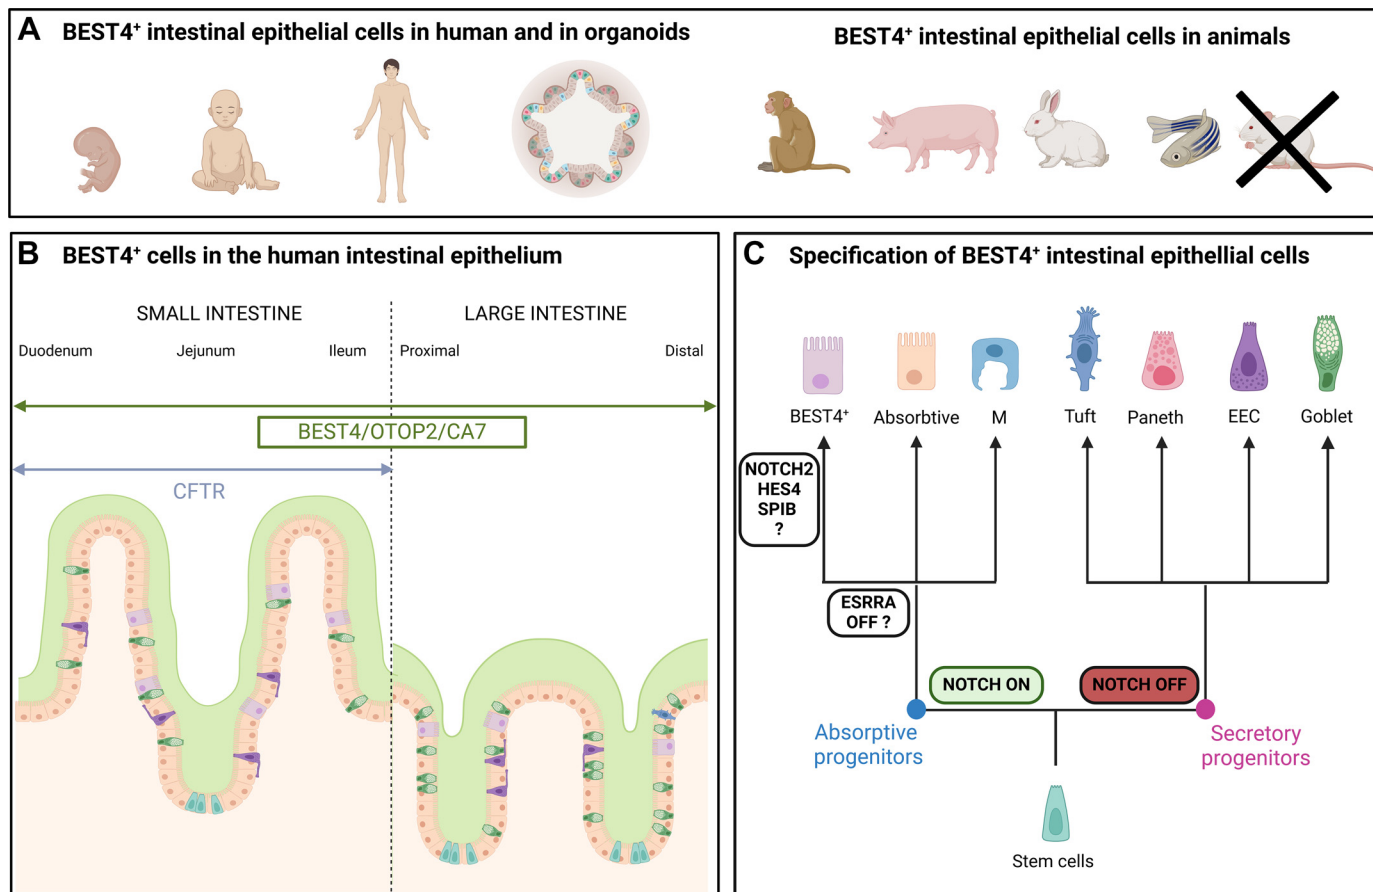 A BEST4⁺ intestinal epithelial cells in human and in organoids
BEST4⁺ intestinal epithelial cells in animals
B BEST4⁺ cells in the human intestinal epithelium
SMALL INTESTINE
LARGE INTESTINE
Duodenum
Jejunum
Ileum
Proximal
Distal
BEST4/OTOP2/CA7
CFTR
C Specification of BEST4⁺ intestinal epithellial cells
BEST4⁺
Absorbtive
M
Tuft
Paneth
EEC
Goblet
NOTCH2
HES4
SPIB
?
ESRRA
OFF ?
NOTCH ON
NOTCH OFF
Absorptive
progenitors
Secretory
progenitors
Stem cells